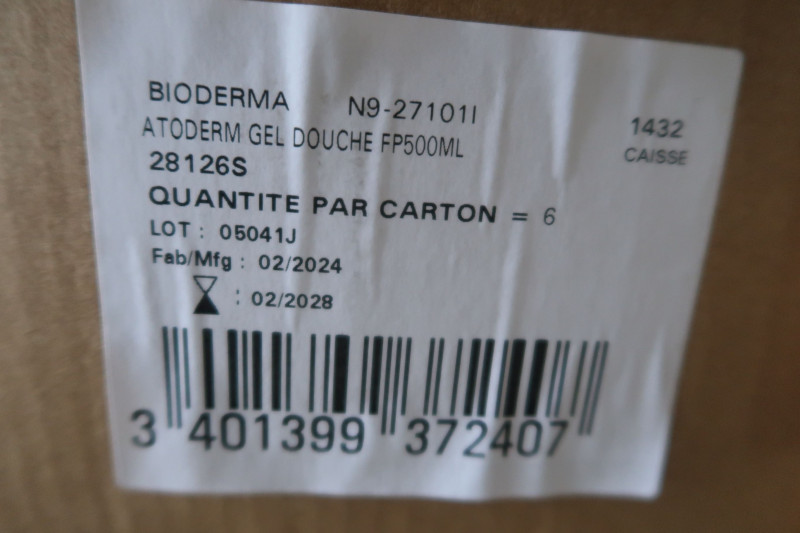 BIODERMA N9-27101I
ATODERM GEL DOUCHE FP500ML
28126S
1432
CAISSE
QUANTITE PAR CARTON = 6
LOT : 05041J
Fab/Mfg : 02/2024
: 02/2028
3 401399 372407